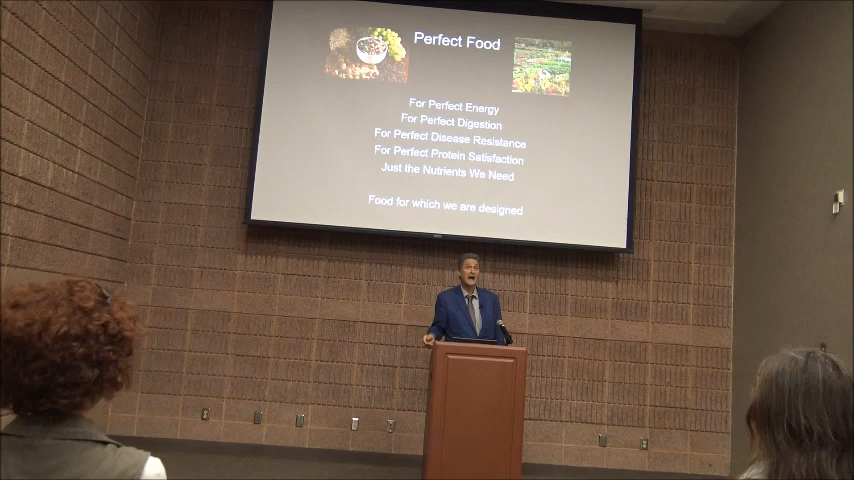 Perfect Food
For Perfect Energy
For Perfect Digestion
For Perfect Disease Resistance
For Perfect Protein Satisfaction
Just the Nutrients We Need
Food for which we are designed